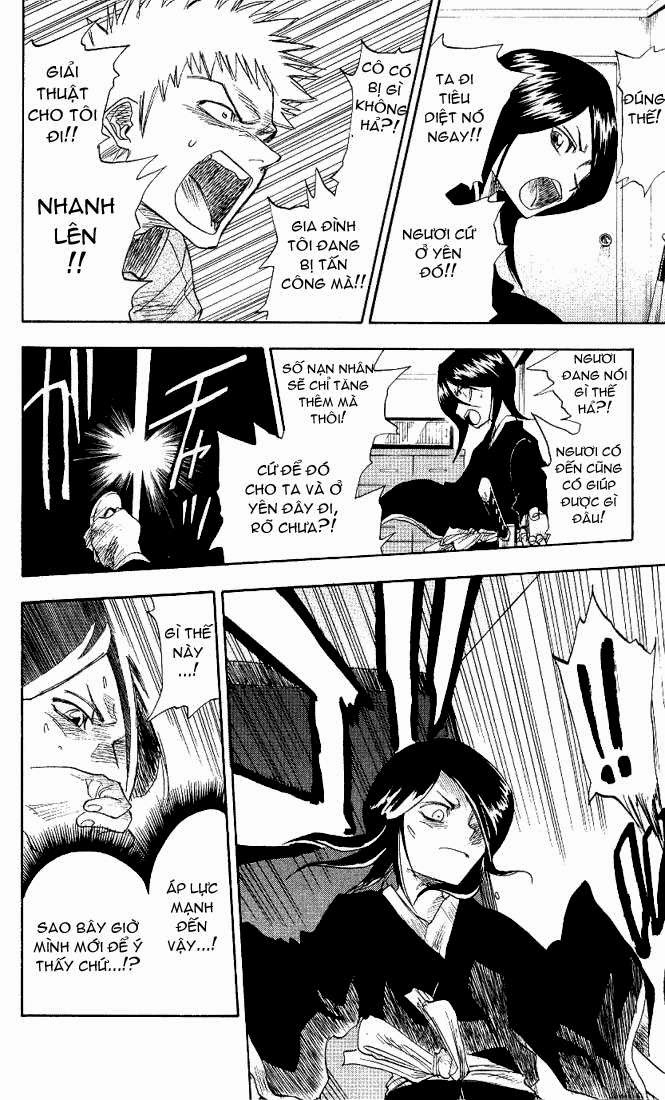 ĐÚNG
THẾ!
TA ĐI
TIÊU
DIỆT NÓ
NGAY!!
NGƯƠI CỨ
Ở YÊN
ĐÓ!!
CÔ CÓ
BỊ GÌ
KHÔNG
HẢ?!
GIA ĐÌNH
TÔI ĐANG
BỊ TẤN
CÔNG MÀ!!
GIẢI
THUẬT
CHO TÔI
ĐI!!
NHANH
LÊN
!!
NGƯƠI
ĐANG NÓI
GÌ THẾ
HẢ?!
NGƯƠI CÓ
ĐẾN CŨNG
CÓ GIÚP
ĐƯỢC GÌ
ĐÂU!
SỐ NẠN NHÂN
SẼ CHỈ TĂNG
THÊM MÀ
THÔI!
CỨ ĐỂ ĐÓ
CHO TA VÀ Ở
YÊN ĐÂY ĐI,
RÕ CHƯA?!
!!
GÌ THẾ
NÀY
...!
ÁP LỰC
MẠNH
ĐẾN
VẬY...!
SAO BÂY GIỜ
MÌNH MỚI ĐỂ Ý
THẤY CHỨ...!?